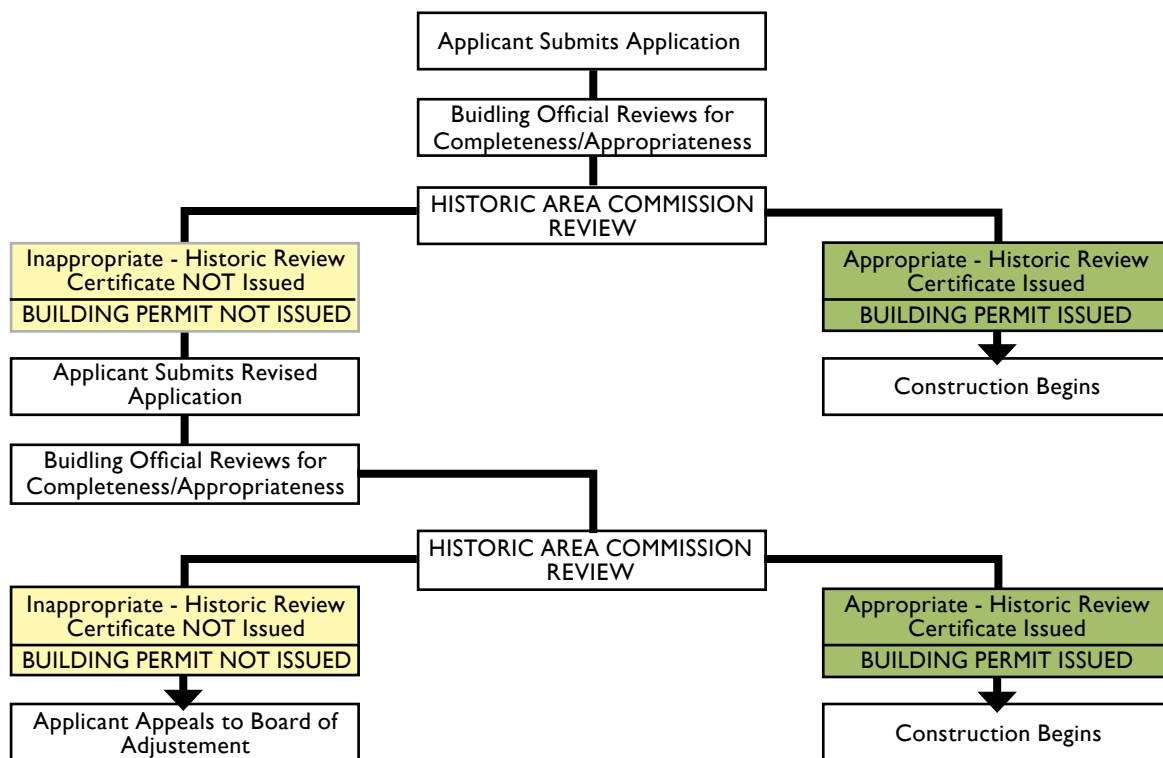 Applicant Submits Application
Buidling Official Reviews for
Completeness/Appropriateness
HISTORIC AREA COMMISSION
REVIEW
Inappropriate - Historic Review
Certificate NOT Issued
BUILDING PERMIT NOT ISSUED
Appropriate - Historic Review
Certificate Issued
BUILDING PERMIT ISSUED
Applicant Submits Revised
Application
Construction Begins
Buidling Official Reviews for
Completeness/Appropriateness
HISTORIC AREA COMMISSION
REVIEW
Inappropriate - Historic Review
Certificate NOT Issued
BUILDING PERMIT NOT ISSUED
Appropriate - Historic Review
Certificate Issued
BUILDING PERMIT ISSUED
Applicant Appeals to Board of
Adjustement
Construction Begins